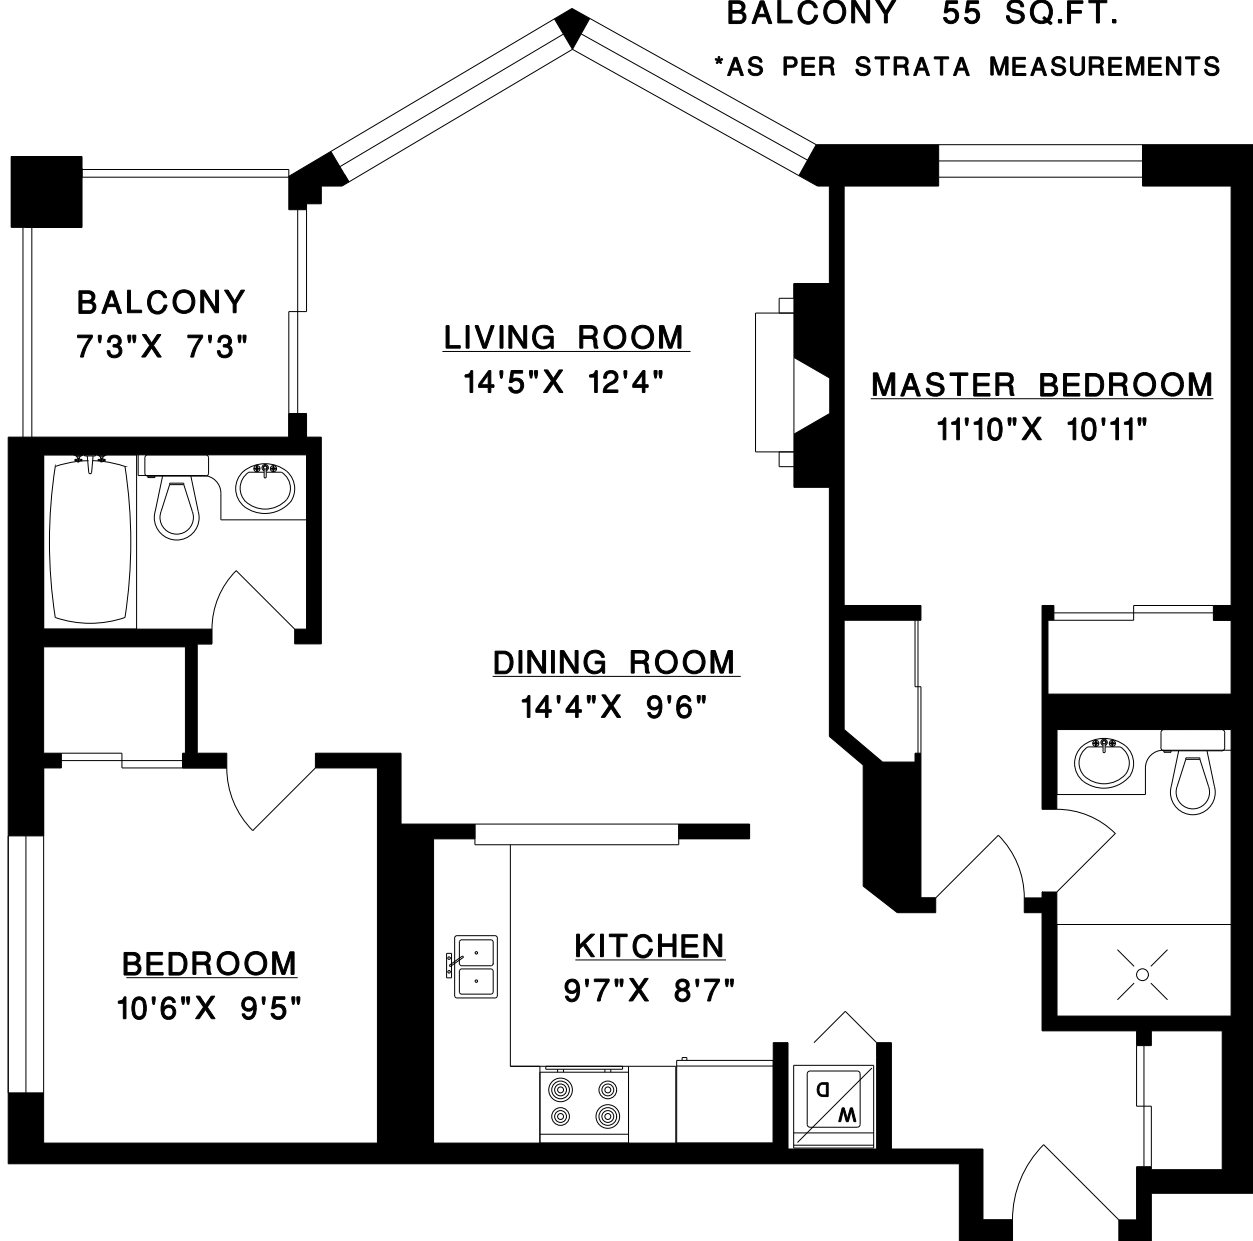 BALCONY 55 SQ.FT.
*AS PER STRATA MEASUREMENTS
BALCONY
7'3"X 7'3"
LIVING ROOM
14'5"X 12'4"
MASTER BEDROOM
11'10"X 10'11"
DINING ROOM
14'4"X 9'6"
BEDROOM
10'6"X 9'5"
KITCHEN
9'7"X 8'7"
D
W